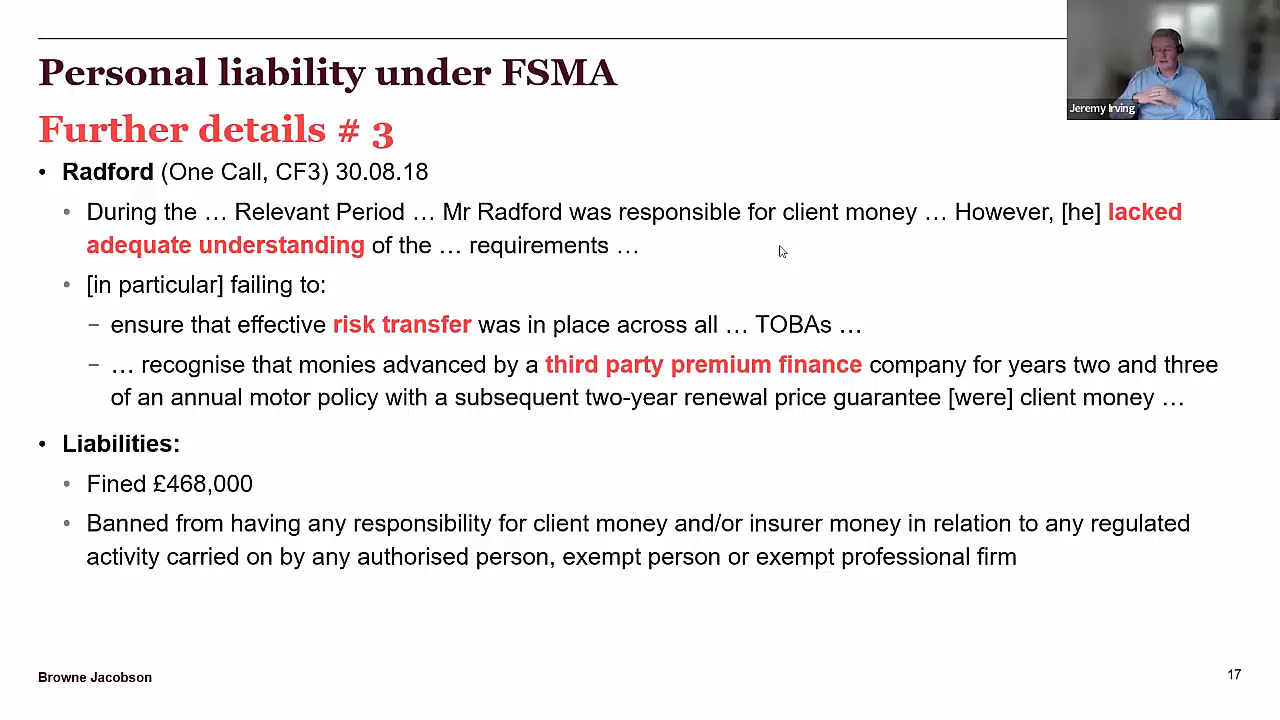 Personal liability under FSMA
Jeremy Irving
Further details # 3
• Radford (One Call, CF3) 30.08.18
• During the … Relevant Period … Mr Radford was responsible for client money … However, [he] lacked
adequate understanding of the … requirements …
• [in particular] failing to:
− ensure that effective risk transfer was in place across all … TOBAs …
− … recognise that monies advanced by a third party premium finance company for years two and three
of an annual motor policy with a subsequent two-year renewal price guarantee [were] client money …
• Liabilities:
• Fined £468,000
• Banned from having any responsibility for client money and/or insurer money in relation to any regulated
activity carried on by any authorised person, exempt person or exempt professional firm
Browne Jacobson
17